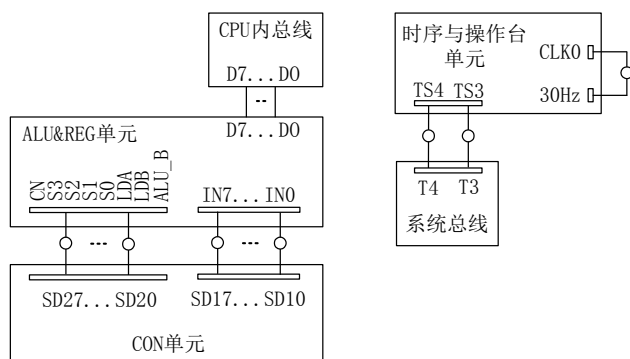 CPU内总线
D7...D0
ALU&REG单元
D7...D0
CN
S3
S2
S1
S0
LDA
LDB
ALU_B
IN7...IN0
SD27...SD20
SD17...SD10
CON单元
时序与操作台
单元
CLK0
30Hz
TS4 TS3
T4 T3
系统总线